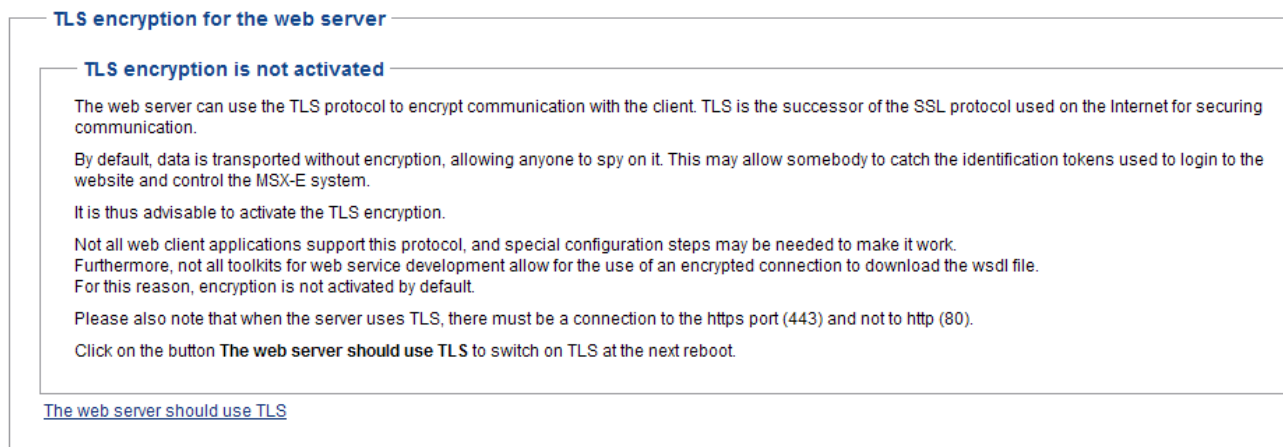 TLS encryption for the web server
TLS encryption is not activated
The web server can use the TLS protocol to encrypt communication with the client. TLS is the successor of the SSL protocol used on the Internet for securing
communication.
By default, data is transported without encryption, allowing anyone to spy on it. This may allow somebody to catch the identification tokens used to login to the
website and control the MSX-E system.
It is thus advisable to activate the TLS encryption.
Not all web client applications support this protocol, and special configuration steps may be needed to make it work.
Furthermore, not all toolkits for web service development allow for the use of an encrypted connection to download the wsdl file.
For this reason, encryption is not activated by default.
Please also note that when the server uses TLS, there must be a connection to the https port (443) and not to http (80).
Click on the button The web server should use TLS to switch on TLS at the next reboot.
The web server should use TLS